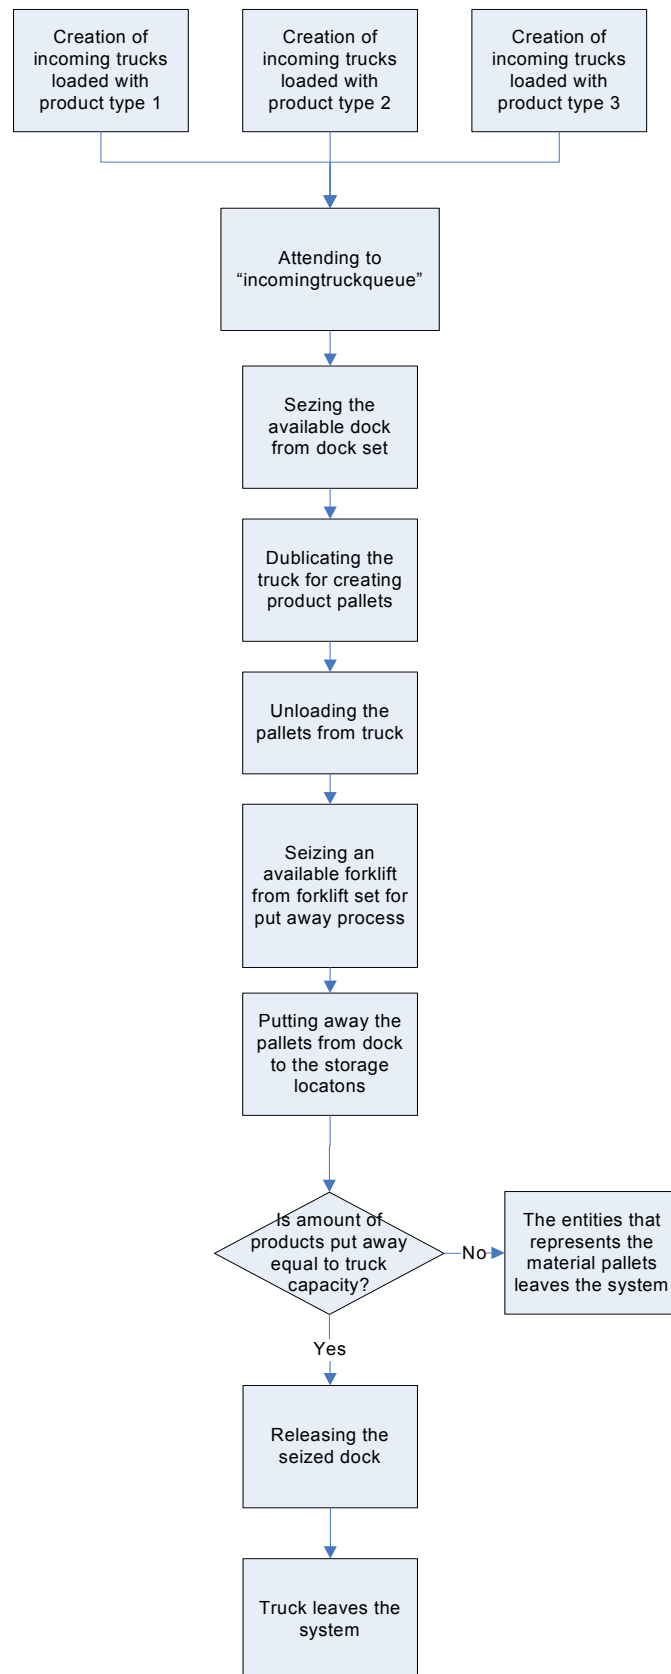 Creation of
incoming trucks
loaded with
product type 1
Creation of
incoming trucks
loaded with
product type 2
Creation of
incoming trucks
loaded with
product type 3
Attending to
“incomingtruckqueue”
Sezing the
available dock
from dock set
Dublicating the
truck for creating
product pallets
Unloading the
pallets from truck
Seizing an
available forklift
from forklift set for
put away process
Putting away the
pallets from dock
to the storage
locatons
Is amount of
products put away
equal to truck
capacity?
No
The entities that
represents the
material pallets
leaves the system
Yes
Releasing the
seized dock
Truck leaves the
system